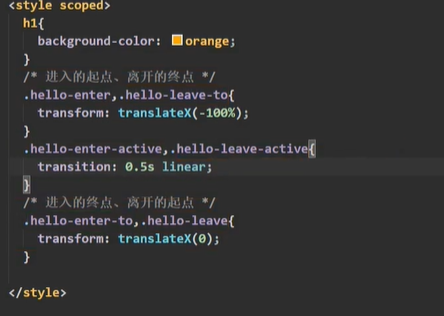 <style scoped>
h1{
background-color: orange;
}
/* 进入的起点、离开的终点 */
.hello-enter,.hello-leave-to{
transform: translateX(-100%);
}
.hello-enter-active,.hello-leave-active{
transition: 0.5s linear;
}
/* 进入的终点、离开的起点 */
.hello-enter-to,.hello-leave{
transform: translateX(0);
}
</style>